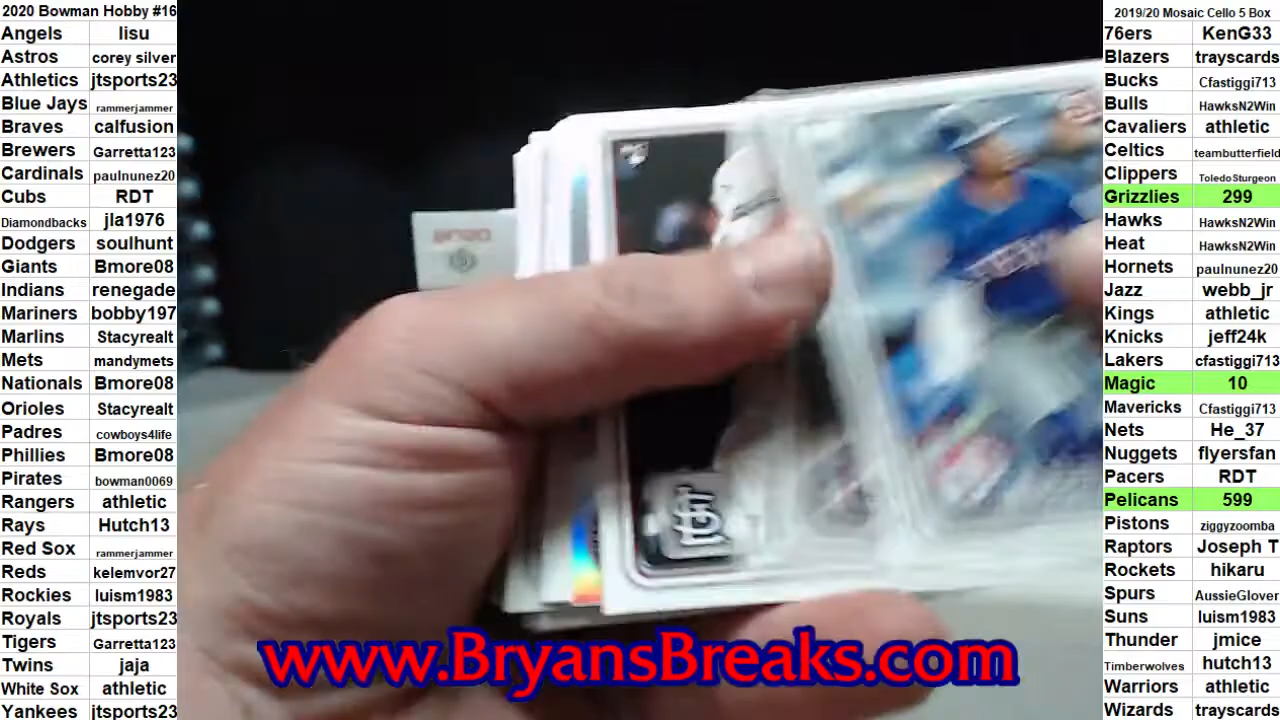 2020 Bowman Hobby #16
Angels lisu
Astros corey silver
Athletics jtsports23
Blue Jays rammerjammer
Braves calfusion
Brewers Garretta123
Cardinals paulnunez20
Cubs RDT
Diamondbacks jla1976
Dodgers soulhunt
Giants Bmore08
Indians renegade
Mariners bobby197
Marlins Stacyrealt
Mets mandymets
Nationals Bmore08
Orioles Stacyrealt
Padres cowboys4life
Phillies Bmore08
Pirates bowman0069
Rangers athletic
Rays Hutch13
Red Sox rammerjammer
Reds kelemvor27
Rockies luism1983
Royals jtsports23
Tigers Garretta123
Twins jaja
White Sox athletic
Yankees jtsports23
www.BryansBreaks.com
2019/20 Mosaic Cello 5 Box
76ers KenG33
Blazers trayscards
Bucks Cfastiggi713
Bulls HawksN2Win
Cavaliers athletic
Celtics teambutterfield
Clippers ToledoSturgeon
Grizzlies 299
Hawks HawksN2Win
Heat HawksN2Win
Hornets paulnunez20
Jazz webb_jr
Kings athletic
Knicks jeff24k
Lakers cfastiggi713
Magic 10
Mavericks Cfastiggi713
Nets He_37
Nuggets flyersfan
Pacers RDT
Pelicans 599
Pistons ziggyzoomba
Raptors Joseph T
Rockets hikaru
Spurs AussieGlover
Suns luism1983
Thunder jmice
Timberwolves hutch13
Warriors athletic
Wizards trayscards